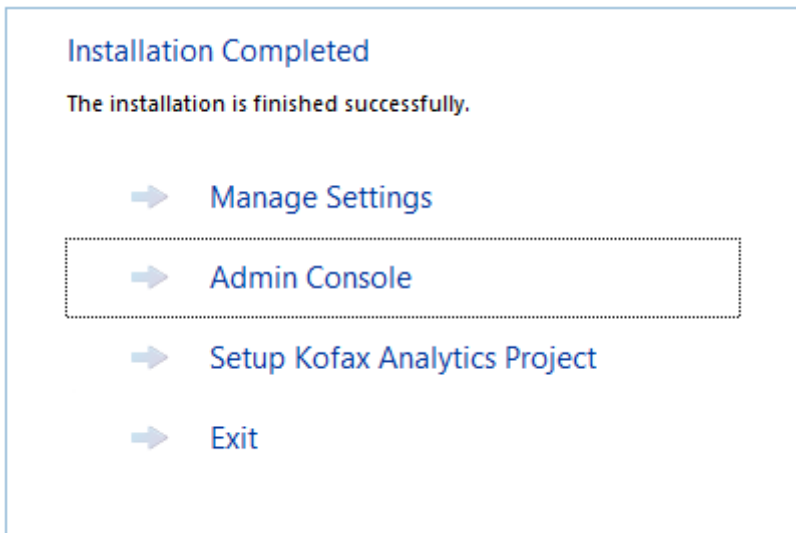 Installation Completed
The installation is finished successfully.
Manage Settings
Admin Console
Setup Kofax Analytics Project
Exit